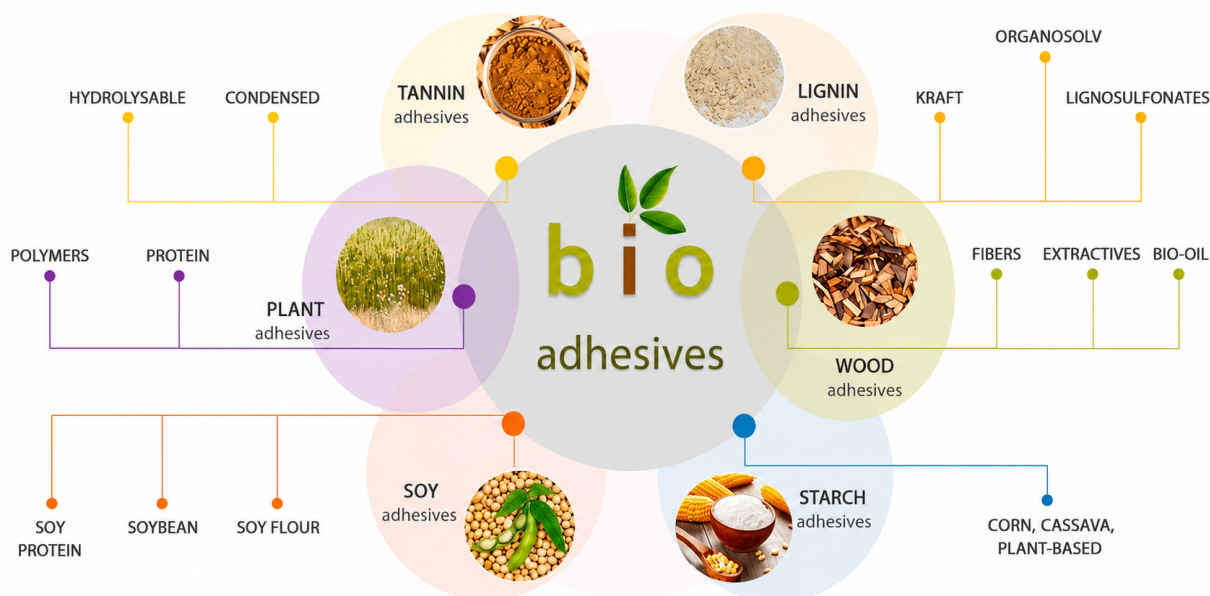 ORGANOSOLV
TANNIN
adhesives
LIGNIN
adhesives
HYDROLYSABLE
CONDENSED
KRAFT
LIGNOSULFONATES
bio
adhesives
POLYMERS
PROTEIN
PLANT
adhesives
FIBERS
EXTRACTIVES
BIO-OIL
WOOD
adhesives
SOY
adhesives
STARCH
adhesives
SOY
PROTEIN
SOYBEAN
SOY FLOUR
CORN, CASSAVA,
PLANT-BASED